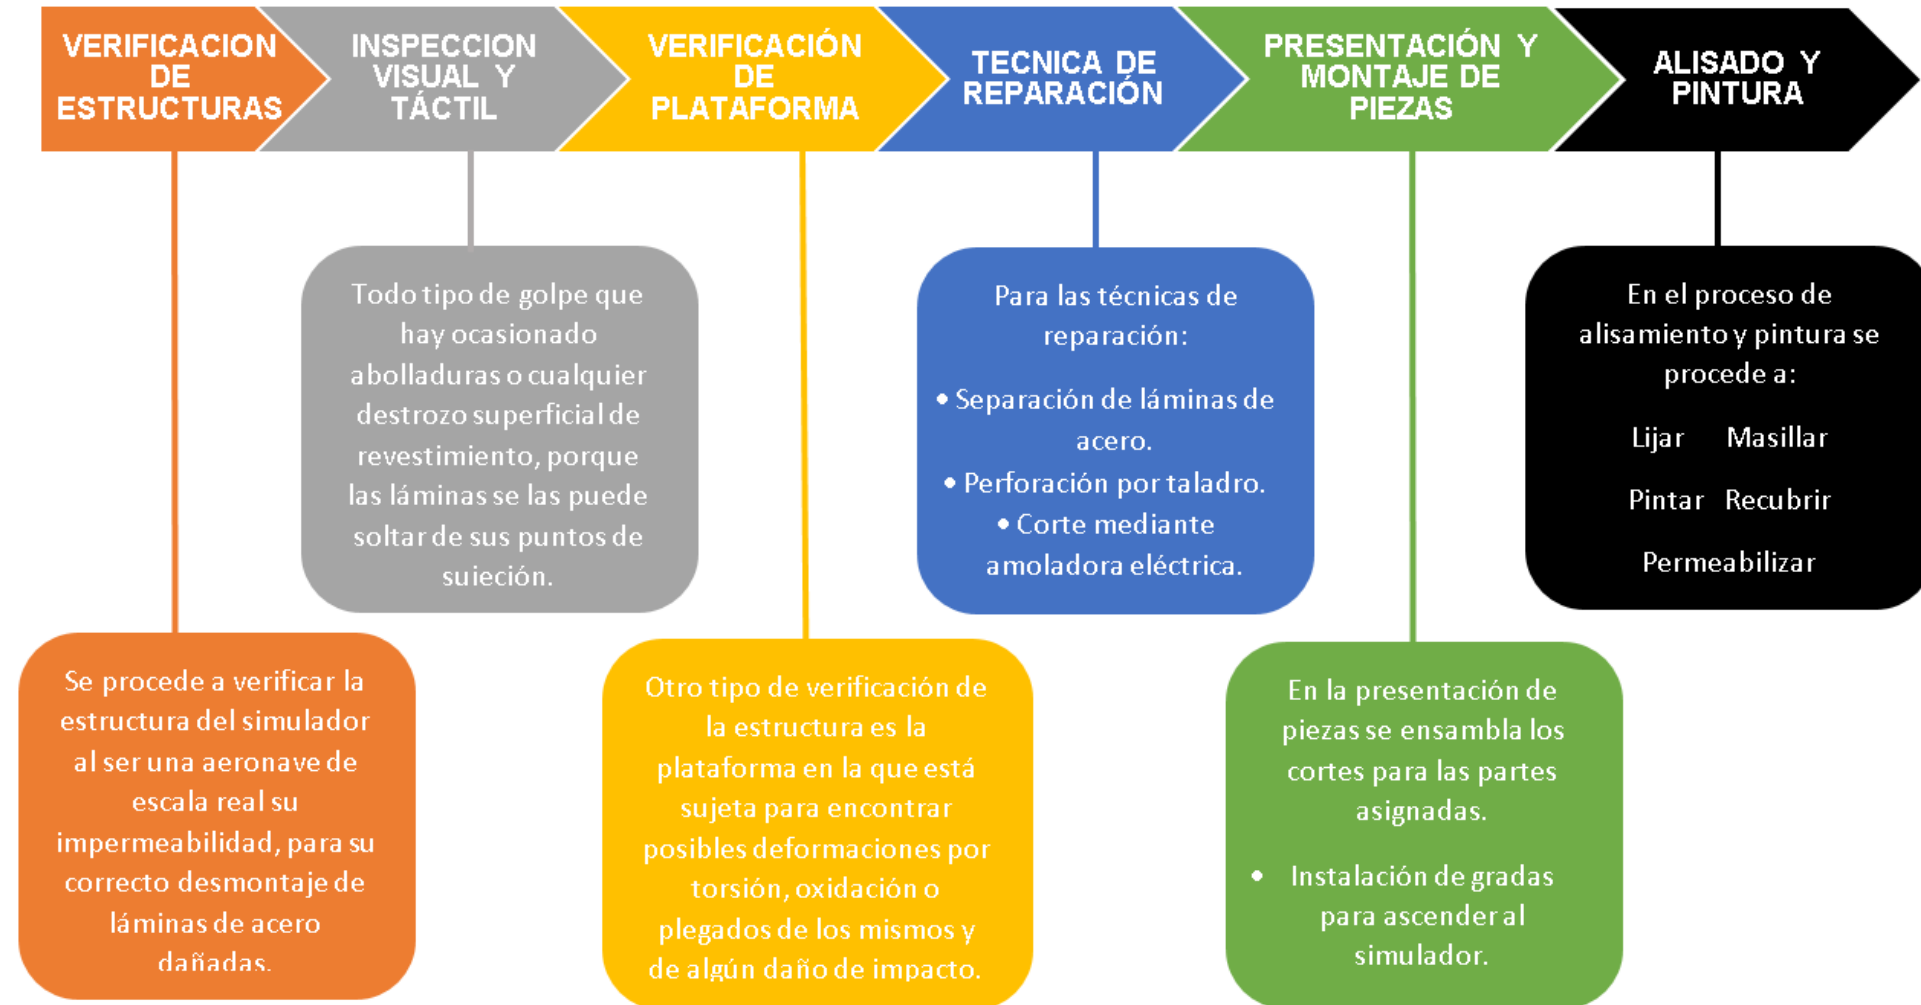 VERIFICACION
DE
ESTRUCTURAS
INSPECCION
VISUAL Y
TÁCTIL
VERIFICACIÓN
DE
PLATAFORMA
TECNICA DE
REPARACIÓN
PRESENTACIÓN Y
MONTAJE DE
PIEZAS
ALISADO Y
PINTURA
Se procede a verificar la
estructura del simulador
al ser una aeronave de
escala real su
impermeabilidad, para su
correcto desmontaje de
láminas de acero
dañadas.
Todo tipo de golpe que
hay ocasionado
abolladuras o cualquier
destrozo superficial de
revestimiento, porque
las láminas se las puede
soltar de sus puntos de
sujeción.
Otro tipo de verificación de
la estructura es la
plataforma en la que está
sujeta para encontrar
posibles deformaciones por
torsión, oxidación o
plegados de los mismos y
de algún daño de impacto.
Para las técnicas de
reparación:
• Separación de láminas de
acero.
• Perforación por taladro.
• Corte mediante
amoladora eléctrica.
En la presentación de
piezas se ensambla los
cortes para las partes
asignadas.
• Instalación de gradas
para ascender al
simulador.
En el proceso de
alisamiento y pintura se
procede a:
Lijar Masillar
Pintar Recubrir
Permeabilizar